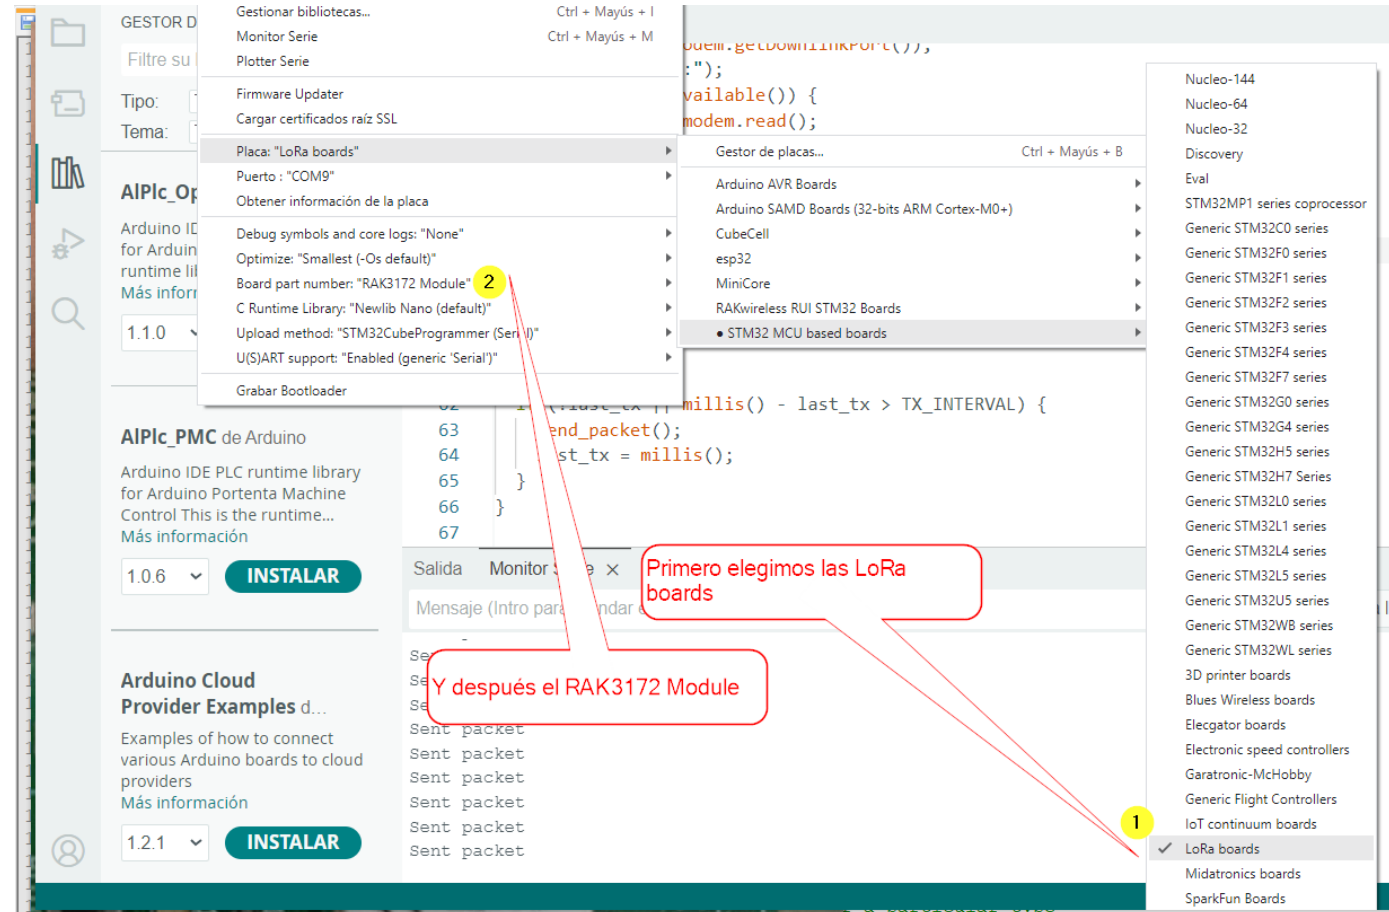 GESTOR D
Filtre su
Tipo:
Tema:
AlPlc_Op
Arduino ID
for Arduin
runtime li
Más inforr
1.1.0
AlPlc_PMC de Arduino
Arduino IDE PLC runtime library
for Arduino Portenta Machine
Control This is the runtime...
Más información
1.0.6 INSTALAR
Arduino Cloud
Provider Examples d...
Examples of how to connect
various Arduino boards to cloud
providers
Más información
1.2.1 INSTALAR
Gestionar bibliotecas... Ctrl + Mayús + I
Monitor Serie Ctrl + Mayús + M
Plotter Serie
Firmware Updater
Cargar certificados raíz SSL
Placa: "LoRa boards"
Puerto : "COM9"
Obtener información de la placa
Debug symbols and core logs: "None"
Optimize: "Smallest (-Os default)"
Board part number: "RAK3172 Module" 2
C Runtime Library: "Newlib Nano (default)"
Upload method: "STM32CubeProgrammer (Serial)"
U(S)ART support: "Enabled (generic 'Serial')"
Grabar Bootloader
odem.getDownlinkPort());
:");
vailable()) {
modem.read();
Gestor de placas... Ctrl + Mayús + B
Arduino AVR Boards
Arduino SAMD Boards (32-bits ARM Cortex-M0+)
CubeCell
esp32
MiniCore
RAKwireless RUI STM32 Boards
● STM32 MCU based boards
62 !last_tx || millis() - last_tx > TX_INTERVAL) {
63 end_packet();
64 st_tx = millis();
65 }
66 }
67
Salida Monitor Serie ×
Mensaje (Intro para
Primero elegimos las LoRa
boards
Y después el RAK3172 Module
Sent packet
Sent packet
Sent packet
Sent packet
Sent packet
Sent packet
Nucleo-144
Nucleo-64
Nucleo-32
Discovery
Eval
STM32MP1 series coprocessor
Generic STM32C0 series
Generic STM32F0 series
Generic STM32F1 series
Generic STM32F2 series
Generic STM32F3 series
Generic STM32F4 series
Generic STM32F7 series
Generic STM32G0 series
Generic STM32G4 series
Generic STM32H5 series
Generic STM32H7 Series
Generic STM32L0 series
Generic STM32L1 series
Generic STM32L4 series
Generic STM32L5 series
Generic STM32U5 series
Generic STM32WB series
Generic STM32WL series
3D printer boards
Blues Wireless boards
Elecgator boards
Electronic speed controllers
Garatronic-McHobby
Generic Flight Controllers
1 IoT continuum boards
✓ LoRa boards
Midatronics boards
SparkFun Boards